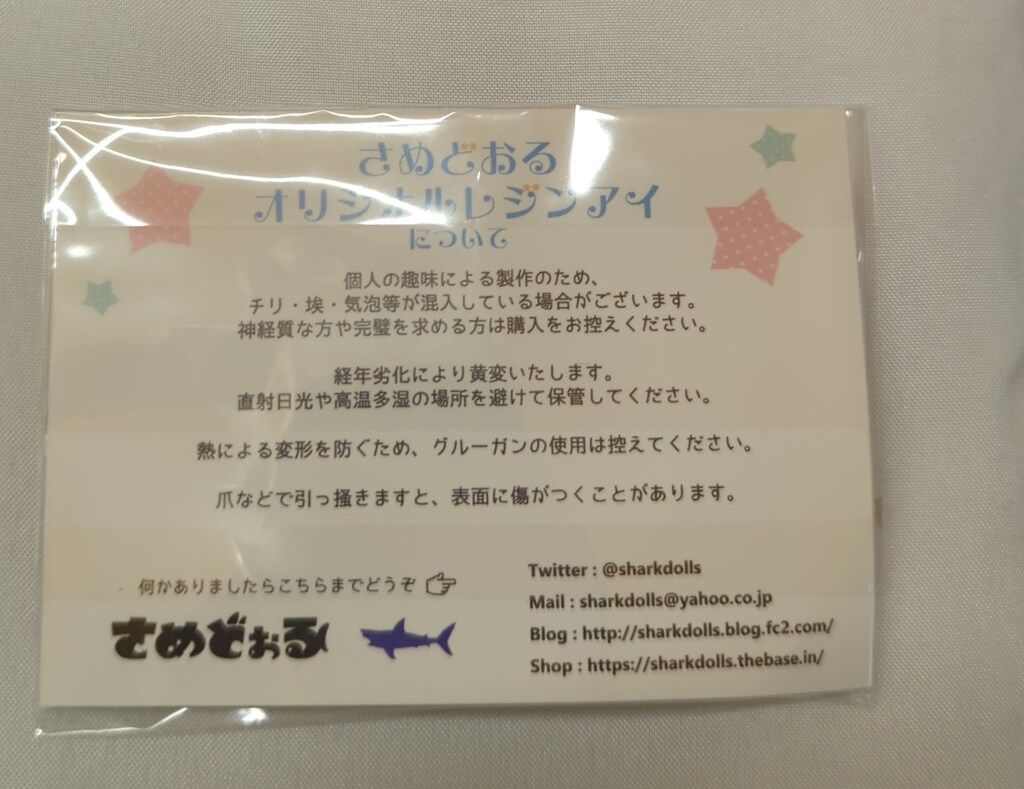 さめどおる
オリジナルレジンアイ
について
個人の趣味による製作のため、
チリ・埃・気泡等が混入している場合がございます。
神経質な方や完璧を求める方は購入をお控えください。
経年劣化により黄変いたします。
直射日光や高温多湿の場所を避けて保管してください。
熱による変形を防ぐため、グルーガンの使用は控えてください。
爪などで引っ掻きますと、表面に傷がつくことがあります。
何かありましたらこちらまでどうぞ
さめどぉる
Twitter : @sharkdolls
Mail : sharkdolls@yahoo.co.jp
Blog : http://sharkdolls.blog.fc2.com/
Shop : https://sharkdolls.thebase.in/